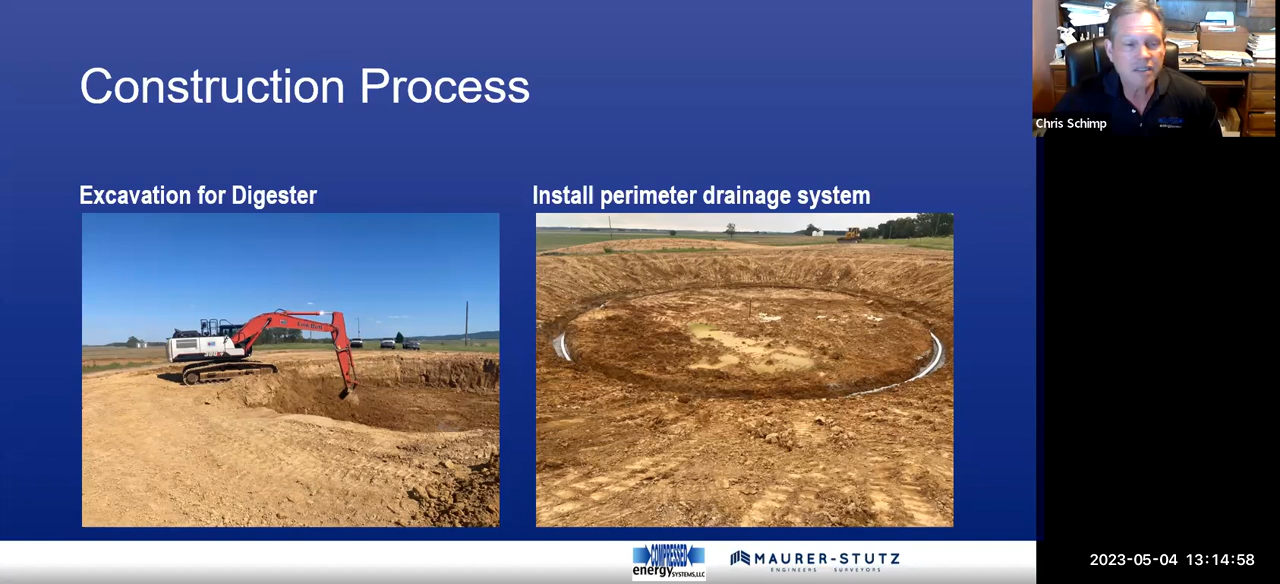 Construction Process
Chris Schimp
Excavation for Digester
Install perimeter drainage system
COMPRESSED
energy SYSTEMS, LLC
MAURER-STUTZ
ENGINEERS SURVEYORS
2023-05-04 13:14:58